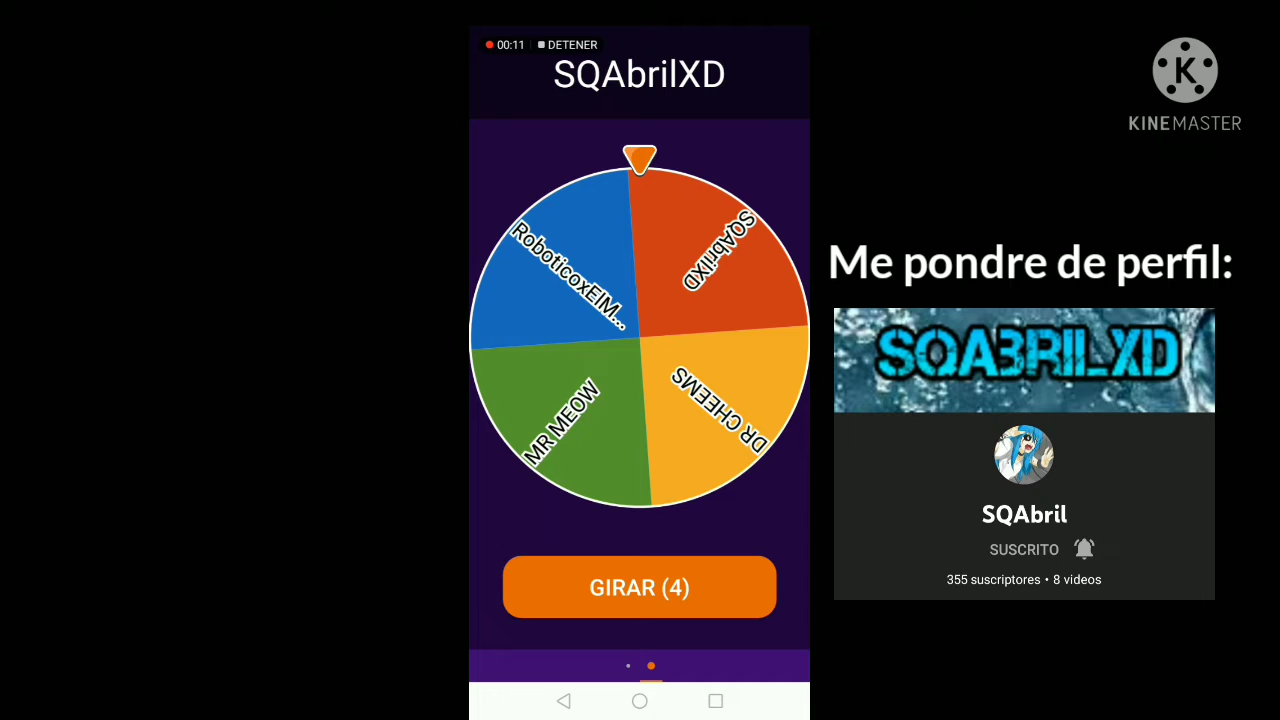 00:11 DETENER
SQAbrilXD
RoboticoxElM...
SQAbrilXD
MR MEOW
DR CHEEMS
GIRAR (4)
KINEMASTER
Me pondre de perfil:
SQABRILXD
SQAbril
SUSCRITO
355 suscriptores • 8 videos